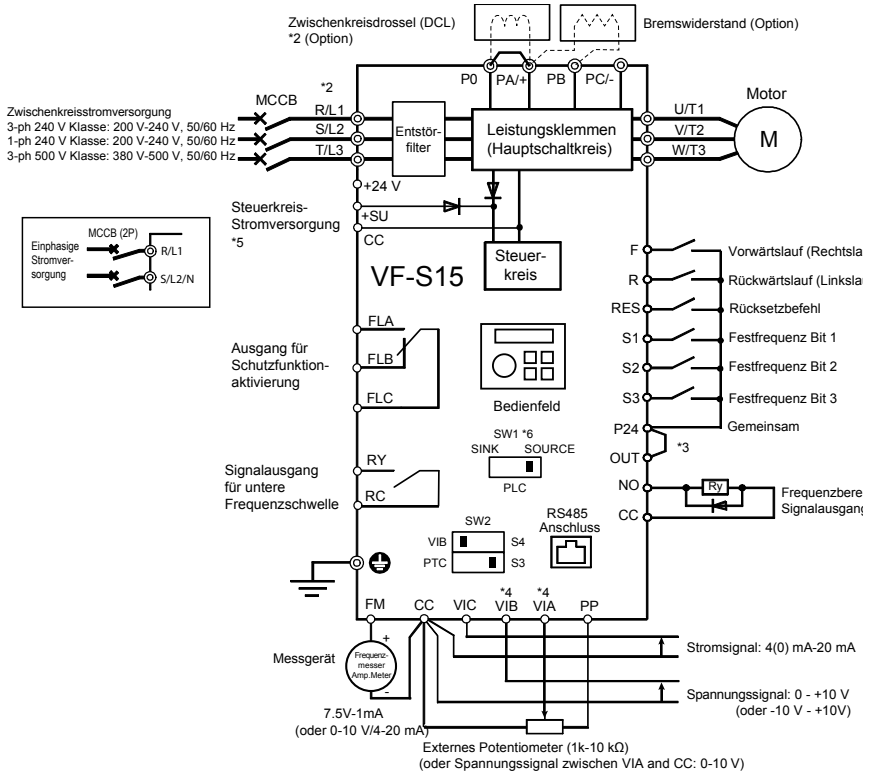 Zwischenkreisdrossel (DCL)
*2 (Option)
Bremswiderstand (Option)
P0
PA/+
PB
PC/-
*2
MCCB
Motor
Zwischenkreisstromversorgung
3-ph 240 V Klasse: 200 V-240 V, 50/60 Hz
1-ph 240 V Klasse: 200 V-240 V, 50/60 Hz
3-ph 500 V Klasse: 380 V-500 V, 50/60 Hz
R/L1
S/L2
T/L3
Entstör-
filter
Leistungsklemmen
(Hauptschaltkreis)
U/T1
V/T2
W/T3
M
+24 V
Steuerkreis-
Stromversorgung
*5
+SU
CC
Steuer-
kreis
VF-S15
MCCB (2P)
Einphasige
Stromver-
sorgung
R/L1
S/L2/N
F
Vorwärtslauf (Rechtsla
R
Rückwärtslauf (Linkslau
RES
Rücksetzbefehl
S1
Festfrequenz Bit 1
S2
Festfrequenz Bit 2
S3
Festfrequenz Bit 3
P24
Gemeinsam
OUT
*3
FLA
FLB
FLC
Ausgang für
Schutzfunktion-
aktivierung
Bedienfeld
SW1 *6
SINK SOURCE
PLC
RY
RC
Signalausgang
für untere
Frequenzschwelle
NO
CC
Ry
Frequenzbere
Signalausgang
SW2
VIB
S4
PTC
S3
RS485
Anschluss
FM
CC
VIC
*4
VIB
*4
VIA
PP
Messgerät
+
Frequenz-
messer
Amp.Meter
-
7.5V-1mA
(oder 0-10 V/4-20 mA)
Stromsignal: 4(0) mA-20 mA
Spannungssignal: 0 - +10 V
(oder -10 V - +10V)
Externes Potentiometer (1k-10 kΩ)
(oder Spannungssignal zwischen VIA and CC: 0-10 V)